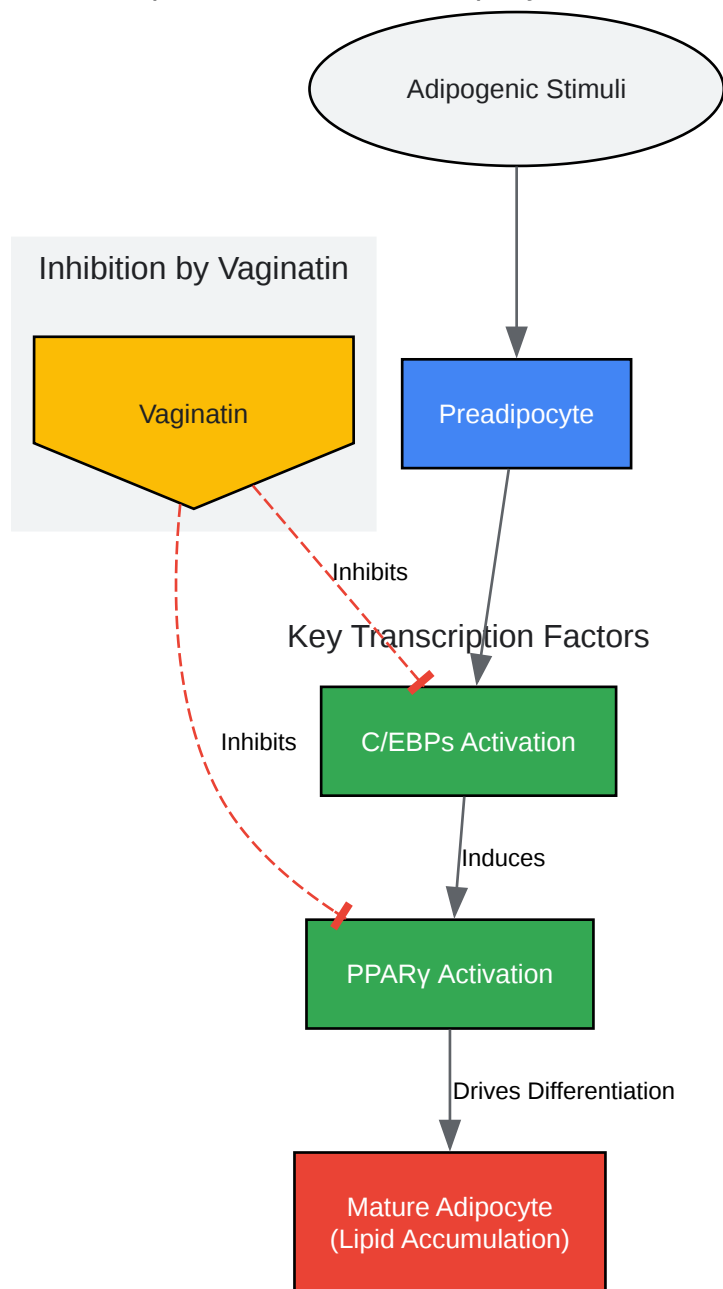 Adipogenic Stimuli
Inhibition by Vaginatin
Vaginatin
Preadipocyte
Inhibits
Key Transcription Factors
C/EBPs Activation
Inhibits
Induces
PPARγ Activation
Drives Differentiation
Mature Adipocyte
(Lipid Accumulation)